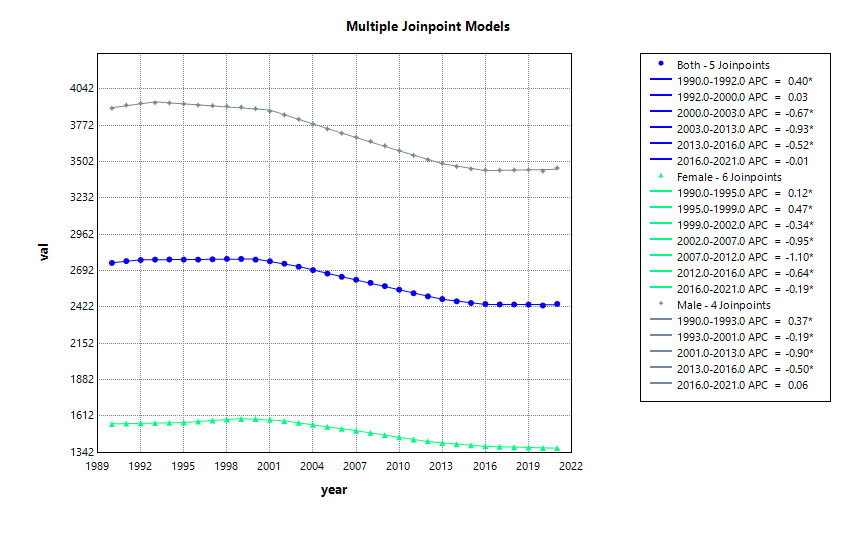 Multiple Joinpoint Models
val
4042
3772
3502
3232
2962
2692
2422
2152
1882
1612
1342
1989 1992 1995 1998 2001 2004 2007 2010 2013 2016 2019 2022
year
Both - 5 Joinpoints
1990.0-1992.0 APC = 0.40*
1992.0-2000.0 APC = 0.03
2000.0-2003.0 APC = -0.67*
2003.0-2013.0 APC = -0.93*
2013.0-2016.0 APC = -0.52*
2016.0-2021.0 APC = -0.01
Female - 6 Joinpoints
1990.0-1995.0 APC = 0.12*
1995.0-1999.0 APC = 0.47*
1999.0-2002.0 APC = -0.34*
2002.0-2007.0 APC = -0.95*
2007.0-2012.0 APC = -1.10*
2012.0-2016.0 APC = -0.64*
2016.0-2021.0 APC = -0.19*
Male - 4 Joinpoints
1990.0-1993.0 APC = 0.37*
1993.0-2001.0 APC = -0.19*
2001.0-2013.0 APC = -0.90*
2013.0-2016.0 APC = -0.50*
2016.0-2021.0 APC = 0.06